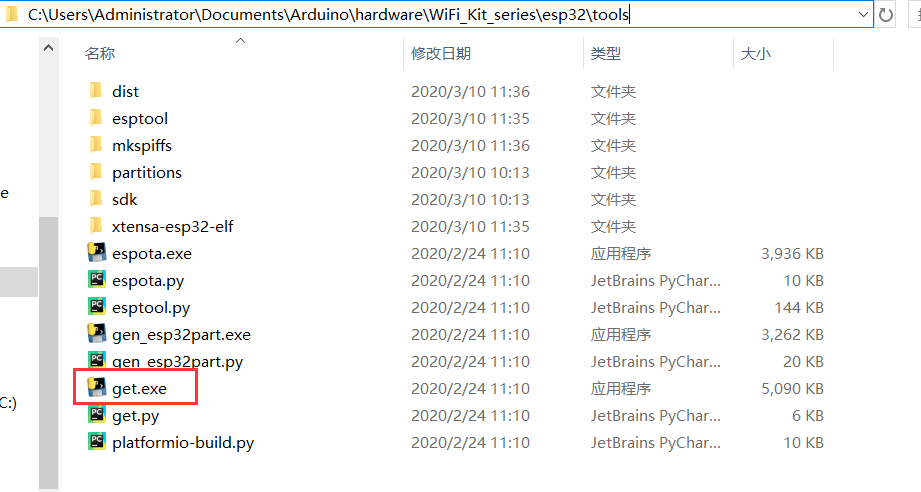 C:\Users\Administrator\Documents\Arduino\hardware\WiFi_Kit_series\esp32\tools
名称 修改日期 类型 大小
dist 2020/3/10 11:36 文件夹
esptool 2020/3/10 11:35 文件夹
mkspiffs 2020/3/10 11:36 文件夹
partitions 2020/3/10 10:13 文件夹
e
sdk 2020/3/10 10:13 文件夹
xtensa-esp32-elf 2020/3/10 11:35 文件夹
espota.exe 2020/2/24 11:10 应用程序 3,936 KB
espota.py 2020/2/24 11:10 JetBrains PyChar... 10 KB
esptool.py 2020/2/24 11:10 JetBrains PyChar... 144 KB
gen_esp32part.exe 2020/2/24 11:10 应用程序 3,262 KB
gen_esp32part.py 2020/2/24 11:10 JetBrains PyChar... 20 KB
get.exe 2020/2/24 11:10 应用程序 5,090 KB
C:)
get.py 2020/2/24 11:10 JetBrains PyChar... 6 KB
platformio-build.py 2020/2/24 11:10 JetBrains PyChar... 10 KB